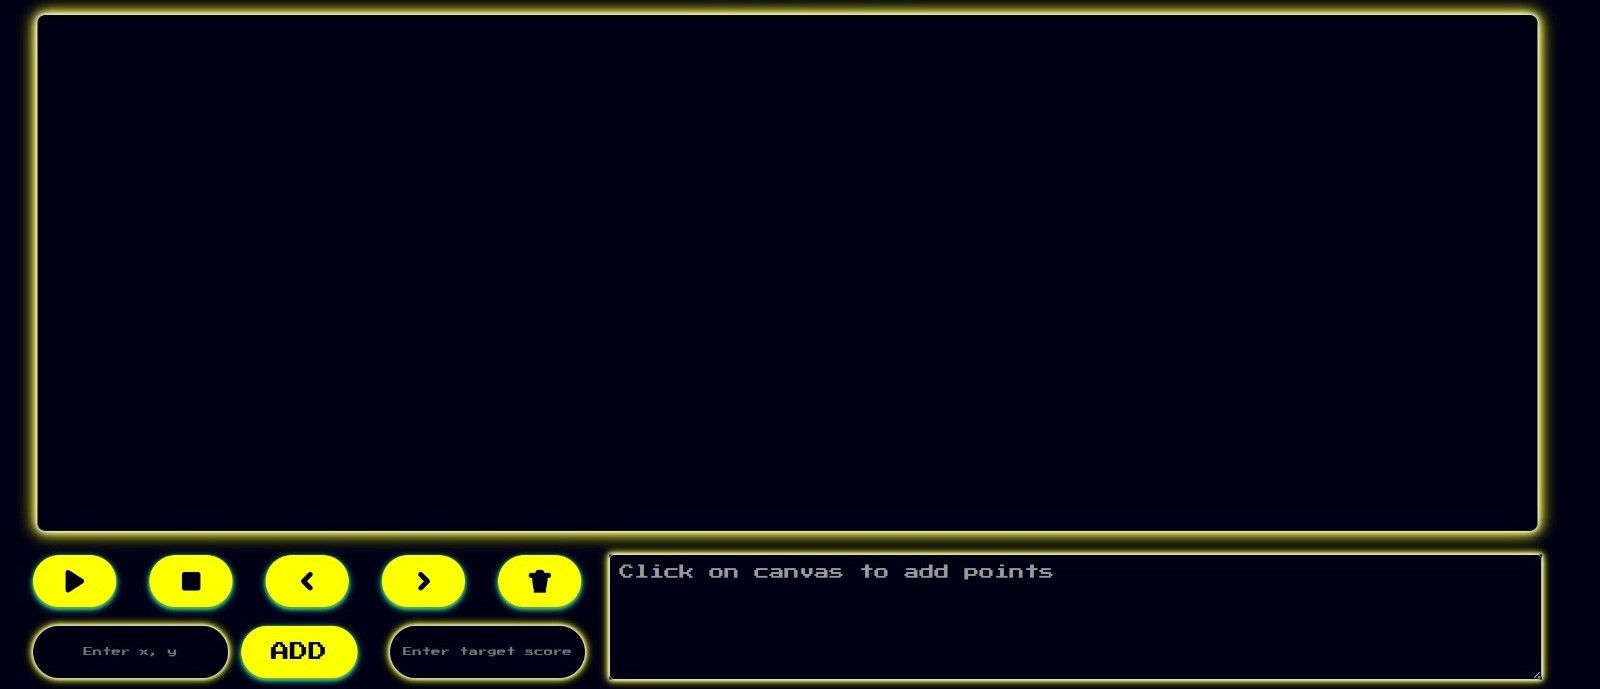 Click on canvas to add points
Enter x, y
ADD
Enter target score